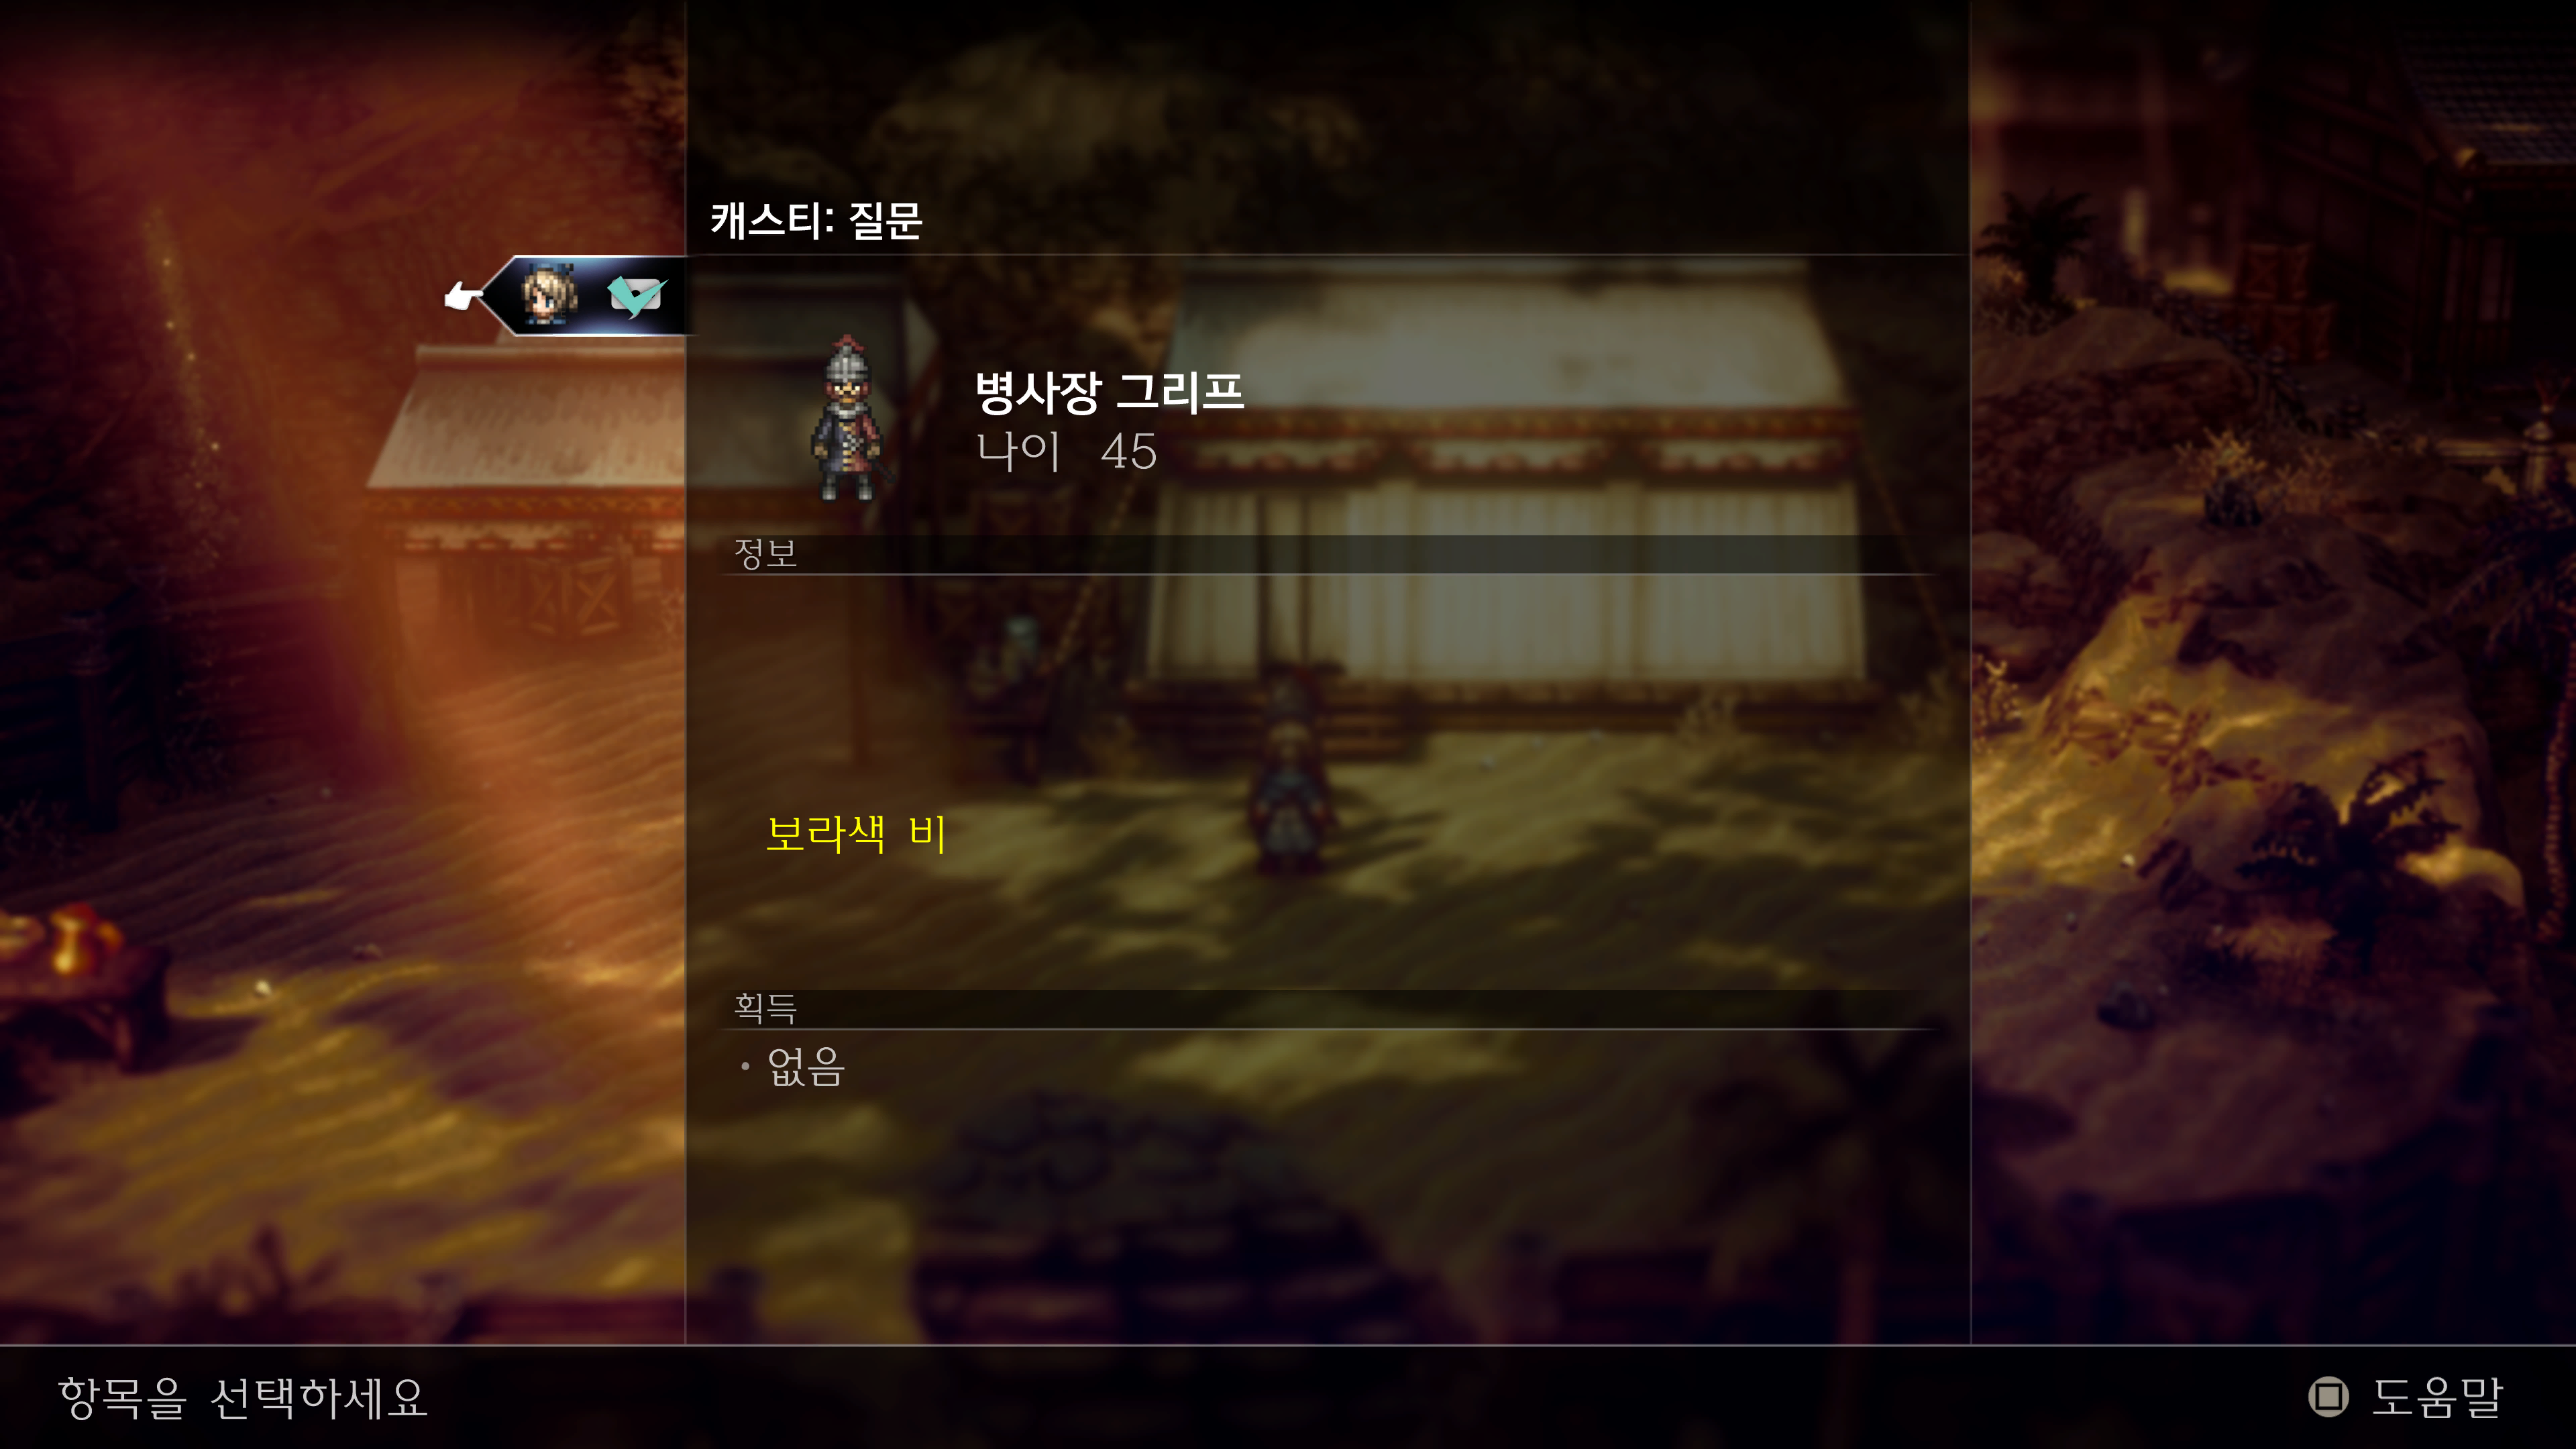 캐스티: 질문
병사장 그리프
나이 45
정보
보라색 비
획득
• 없음
항목을 선택하세요
도움말